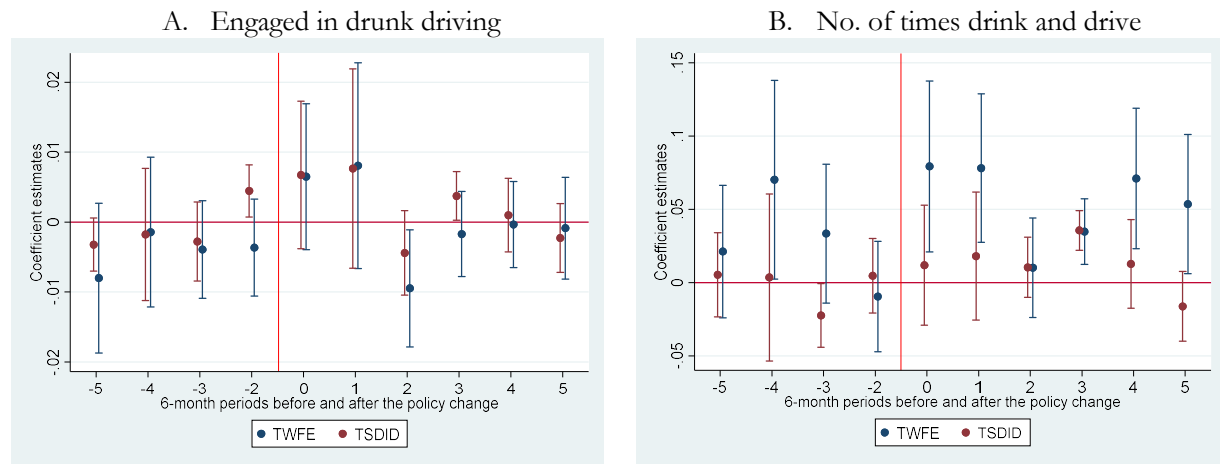 A. Engaged in drunk driving
Coefficient estimates
.02
.01
0
-.01
-.02
-5 -4 -3 -2 0 1 2 3 4 5
6-month periods before and after the policy change
TWFE TSDID
B. No. of times drink and drive
Coefficient estimates
.15
.1
.05
0
-.05
-5 -4 -3 -2 0 1 2 3 4 5
6-month periods before and after the policy change
TWFE TSDID